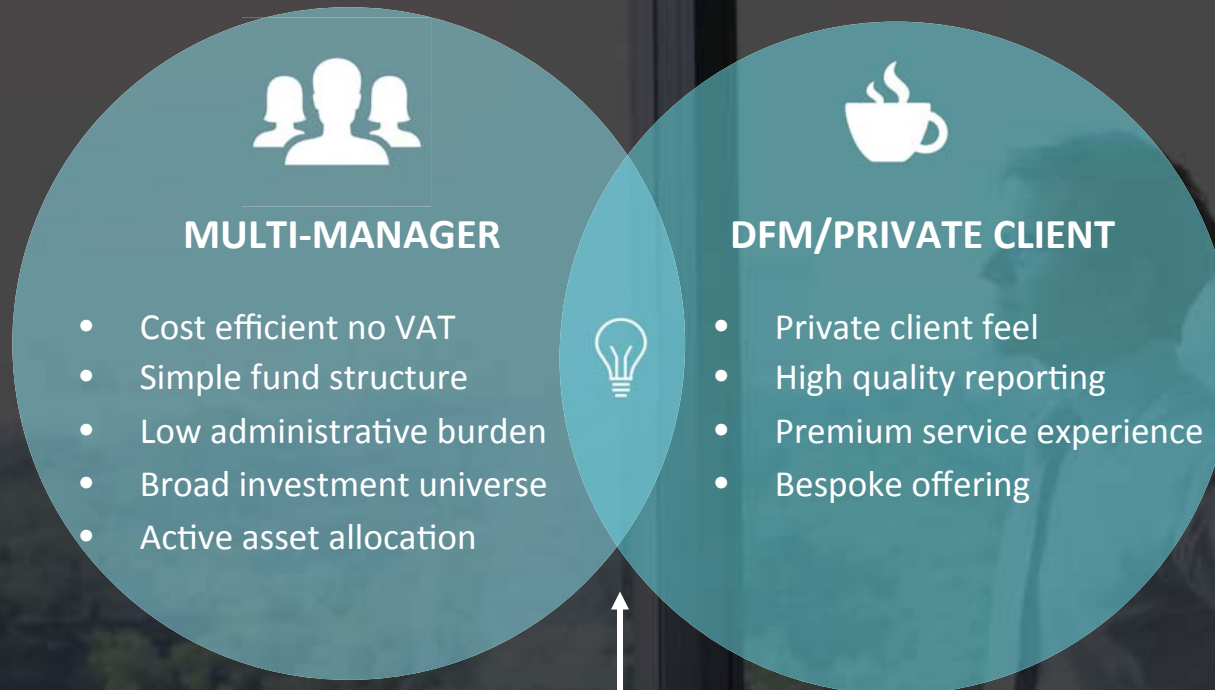 MULTI-MANAGER
• Cost efficient no VAT
• Simple fund structure
• Low administrative burden
• Broad investment universe
• Active asset allocation
DFM/PRIVATE CLIENT
• Private client feel
• High quality reporting
• Premium service experience
• Bespoke offering